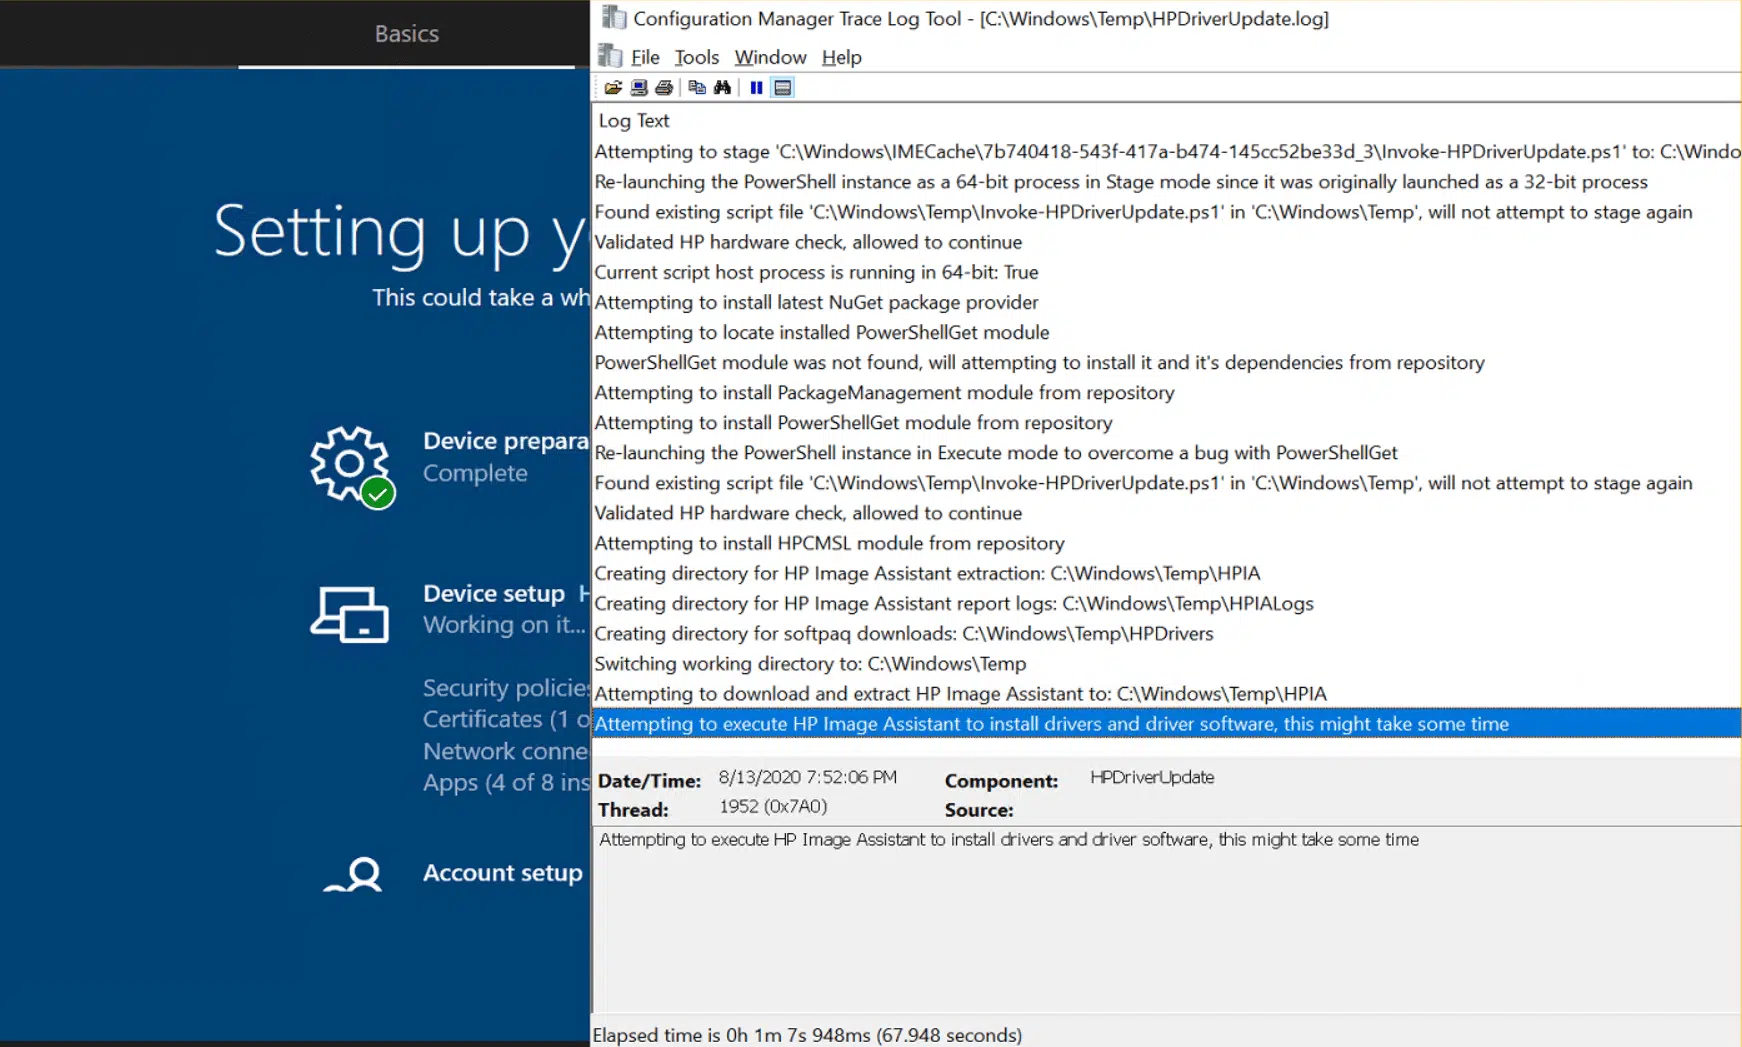 Basics
Setting up y
This could take a wh
Device prepara
Complete
Device setup H
Working on it...
Security policies
Certificates (1 o
Network conne
Apps (4 of 8 ins
Account setup
Configuration Manager Trace Log Tool - [C:\Windows\Temp\HPDriverUpdate.log]
File Tools Window Help
Log Text
Attempting to stage 'C:\Windows\IMECache\7b740418-543f-417a-b474-145cc52be33d_3\Invoke-HPDriverUpdate.ps1' to: C:\Windo
Re-launching the PowerShell instance as a 64-bit process in Stage mode since it was originally launched as a 32-bit process
Found existing script file 'C:\Windows\Temp\Invoke-HPDriverUpdate.ps1' in 'C:\Windows\Temp', will not attempt to stage again
Validated HP hardware check, allowed to continue
Current script host process is running in 64-bit: True
Attempting to install latest NuGet package provider
Attempting to locate installed PowerShellGet module
PowerShellGet module was not found, will attempting to install it and it's dependencies from repository
Attempting to install PackageManagement module from repository
Attempting to install PowerShellGet module from repository
Re-launching the PowerShell instance in Execute mode to overcome a bug with PowerShellGet
Found existing script file 'C:\Windows\Temp\Invoke-HPDriverUpdate.ps1' in 'C:\Windows\Temp', will not attempt to stage again
Validated HP hardware check, allowed to continue
Attempting to install HPCMSL module from repository
Creating directory for HP Image Assistant extraction: C:\Windows\Temp\HPIA
Creating directory for HP Image Assistant report logs: C:\Windows\Temp\HPIALogs
Creating directory for softpaq downloads: C:\Windows\Temp\HPDrivers
Switching working directory to: C:\Windows\Temp
Attempting to download and extract HP Image Assistant to: C:\Windows\Temp\HPIA
Attempting to execute HP Image Assistant to install drivers and driver software, this might take some time
Date/Time: 8/13/2020 7:52:06 PM Component: HPDriverUpdate
Thread: 1952 (0x7A0) Source:
Attempting to execute HP Image Assistant to install drivers and driver software, this might take some time
Elapsed time is 0h 1m 7s 948ms (67.948 seconds)